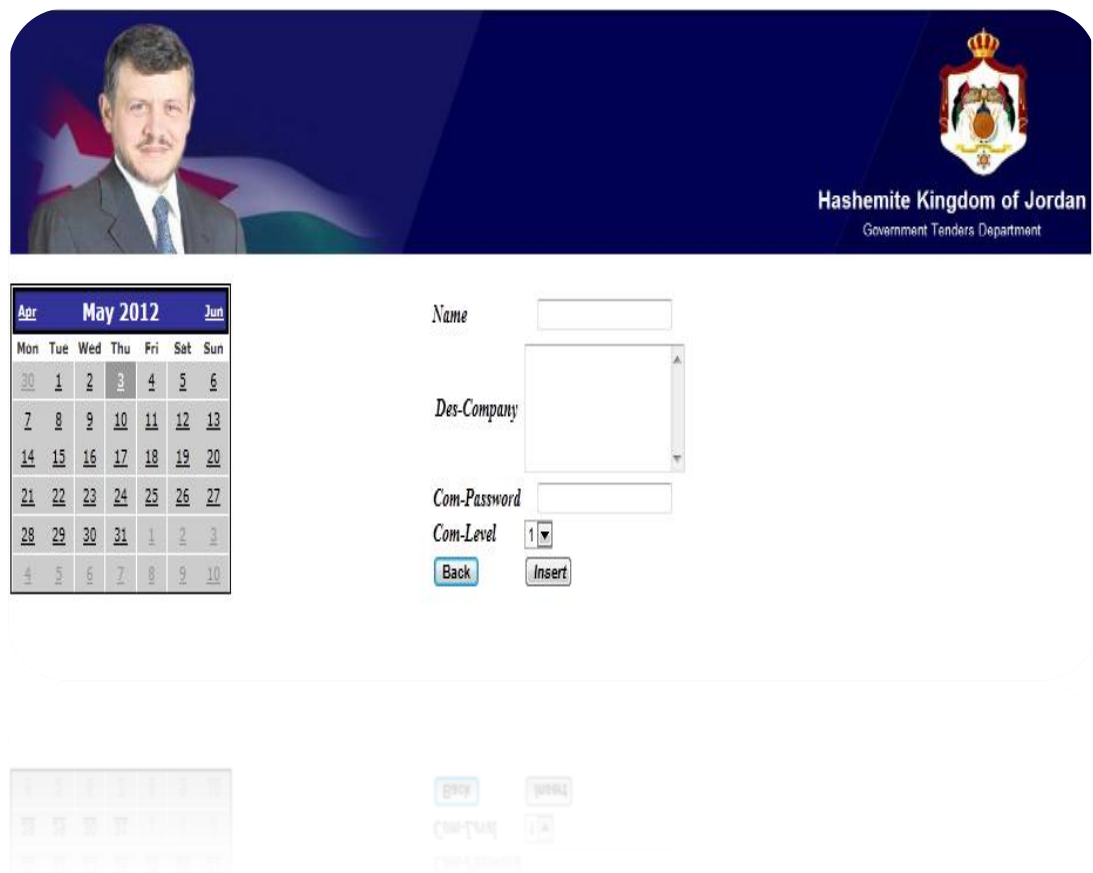 Hashemite Kingdom of Jordan
Government Tenders Department
Apr May 2012 Jun
Mon Tue Wed Thu Fri Sat Sun
30 1 2 3 4 5 6
7 8 9 10 11 12 13
14 15 16 17 18 19 20
21 22 23 24 25 26 27
28 29 30 31 1 2 3
4 5 6 7 8 9 10
Name
Des-Company
Com-Password
Com-Level 1
Back Insert